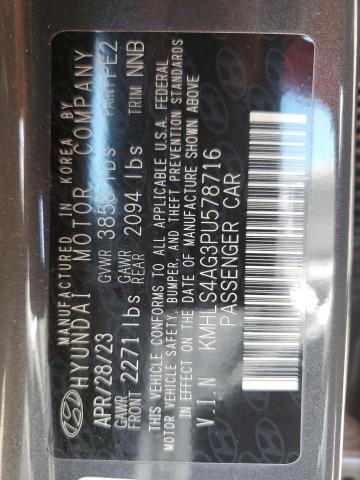 MANUFACTURED IN KOREA BY
HYUNDAI MOTOR COMPANY
APR/28/23 GVWR lbs PAINT PE2
GAWR FRONT 2271 lbs GAWR REAR 2094 lbs TRIM NNB
THIS VEHICLE CONFORMS TO ALL APPLICABLE U.S.A. FEDERAL
MOTOR VEHICLE SAFETY, BUMPER, AND THEFT PREVENTION STANDARDS
IN EFFECT ON THE DATE OF MANUFACTURE SHOWN ABOVE
V.I.N KMHLS4AG3PU578716
PASSENGER CAR